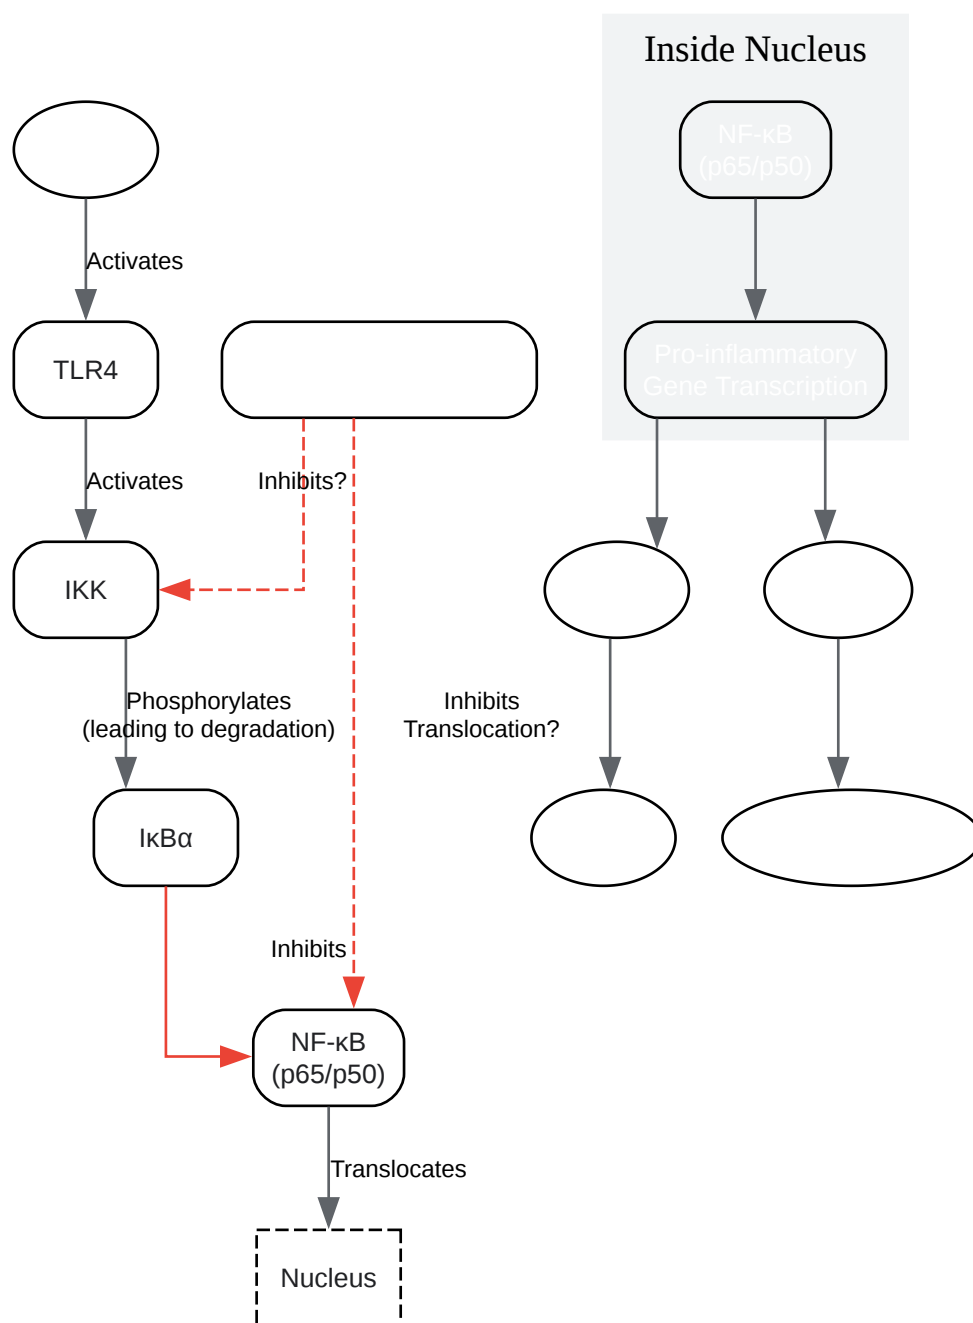 Inside Nucleus
NF-κB
(p65/p50)
Activates
TLR4
Pro-inflammatory
Gene Transcription
Activates
Inhibits?
IKK
Phosphorylates
(leading to degradation)
Inhibits
Translocation?
IκBα
Inhibits
NF-κB
(p65/p50)
Translocates
Nucleus